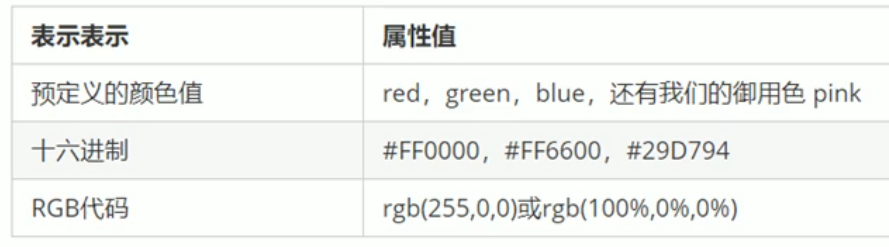 表示表示 属性值
预定义的颜色值 red，green，blue，还有我们的御用色 pink
十六进制 #FF0000，#FF6600，#29D794
RGB代码 rgb(255,0,0)或rgb(100%,0%,0%)